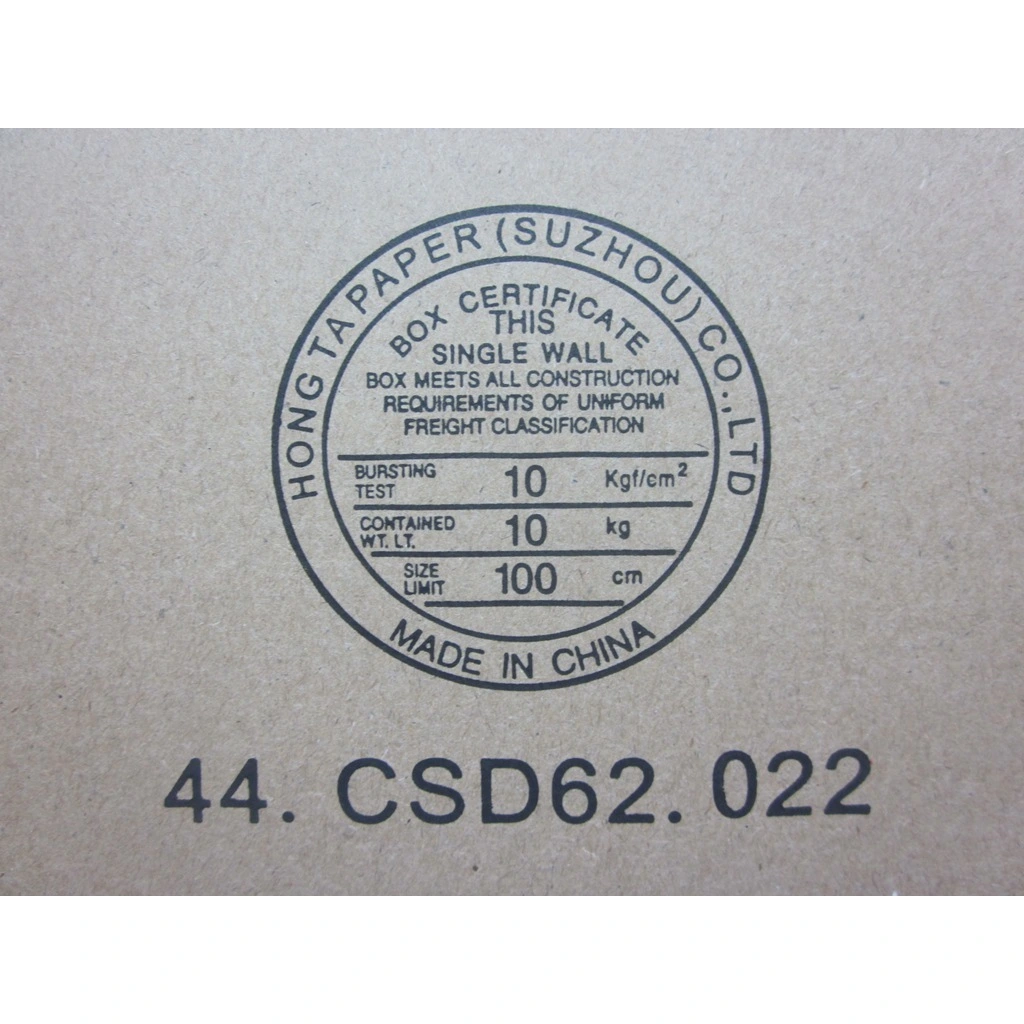 HONG TA PAPER (SUZHOU) CO.,LTD
BOX CERTIFICATE
THIS
SINGLE WALL
BOX MEETS ALL CONSTRUCTION
REQUIREMENTS OF UNIFORM
FREIGHT CLASSIFICATION
BURSTING TEST 10 Kgf/cm²
CONTAINED WT. LT. 10 kg
SIZE LIMIT 100 cm
MADE IN CHINA
44. CSD62. 022